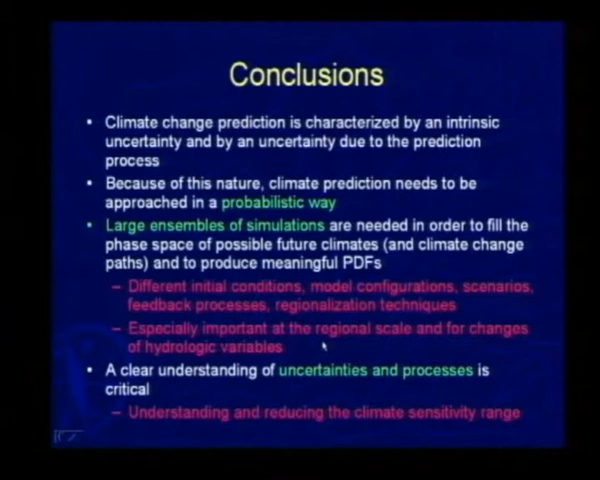 Conclusions
• Climate change prediction is characterized by an intrinsic
uncertainty and by an uncertainty due to the prediction
process
• Because of this nature, climate prediction needs to be
approached in a probabilistic way
• Large ensembles of simulations are needed in order to fill the
phase space of possible future climates (and climate change
paths) and to produce meaningful PDFs
– Different initial conditions, model configurations, scenarios,
feedback processes, regionalization techniques
– Especially important at the regional scale and for changes
of hydrologic variables
• A clear understanding of uncertainties and processes is
critical
– Understanding and reducing the climate sensitivity range